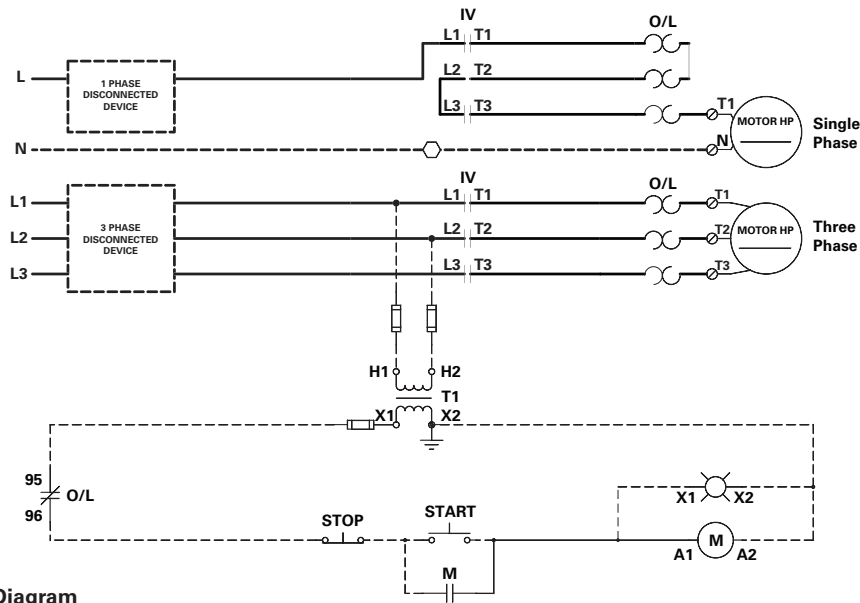 IV
O/L
L1 T1
L
1 PHASE
DISCONNECTED
DEVICE
L2 T2
L3 T3
T1
MOTOR HP
Single
Phase
N
N
IV
O/L
L1
L1 T1
T1
L2
3 PHASE
DISCONNECTED
DEVICE
L2 T2
T2
MOTOR HP
Three
Phase
L3
L3 T3
T3
H1 H2
T1
X1 X2
95
O/L
96
STOP
START
M
X1 X2
M
A1 A2
Diagram